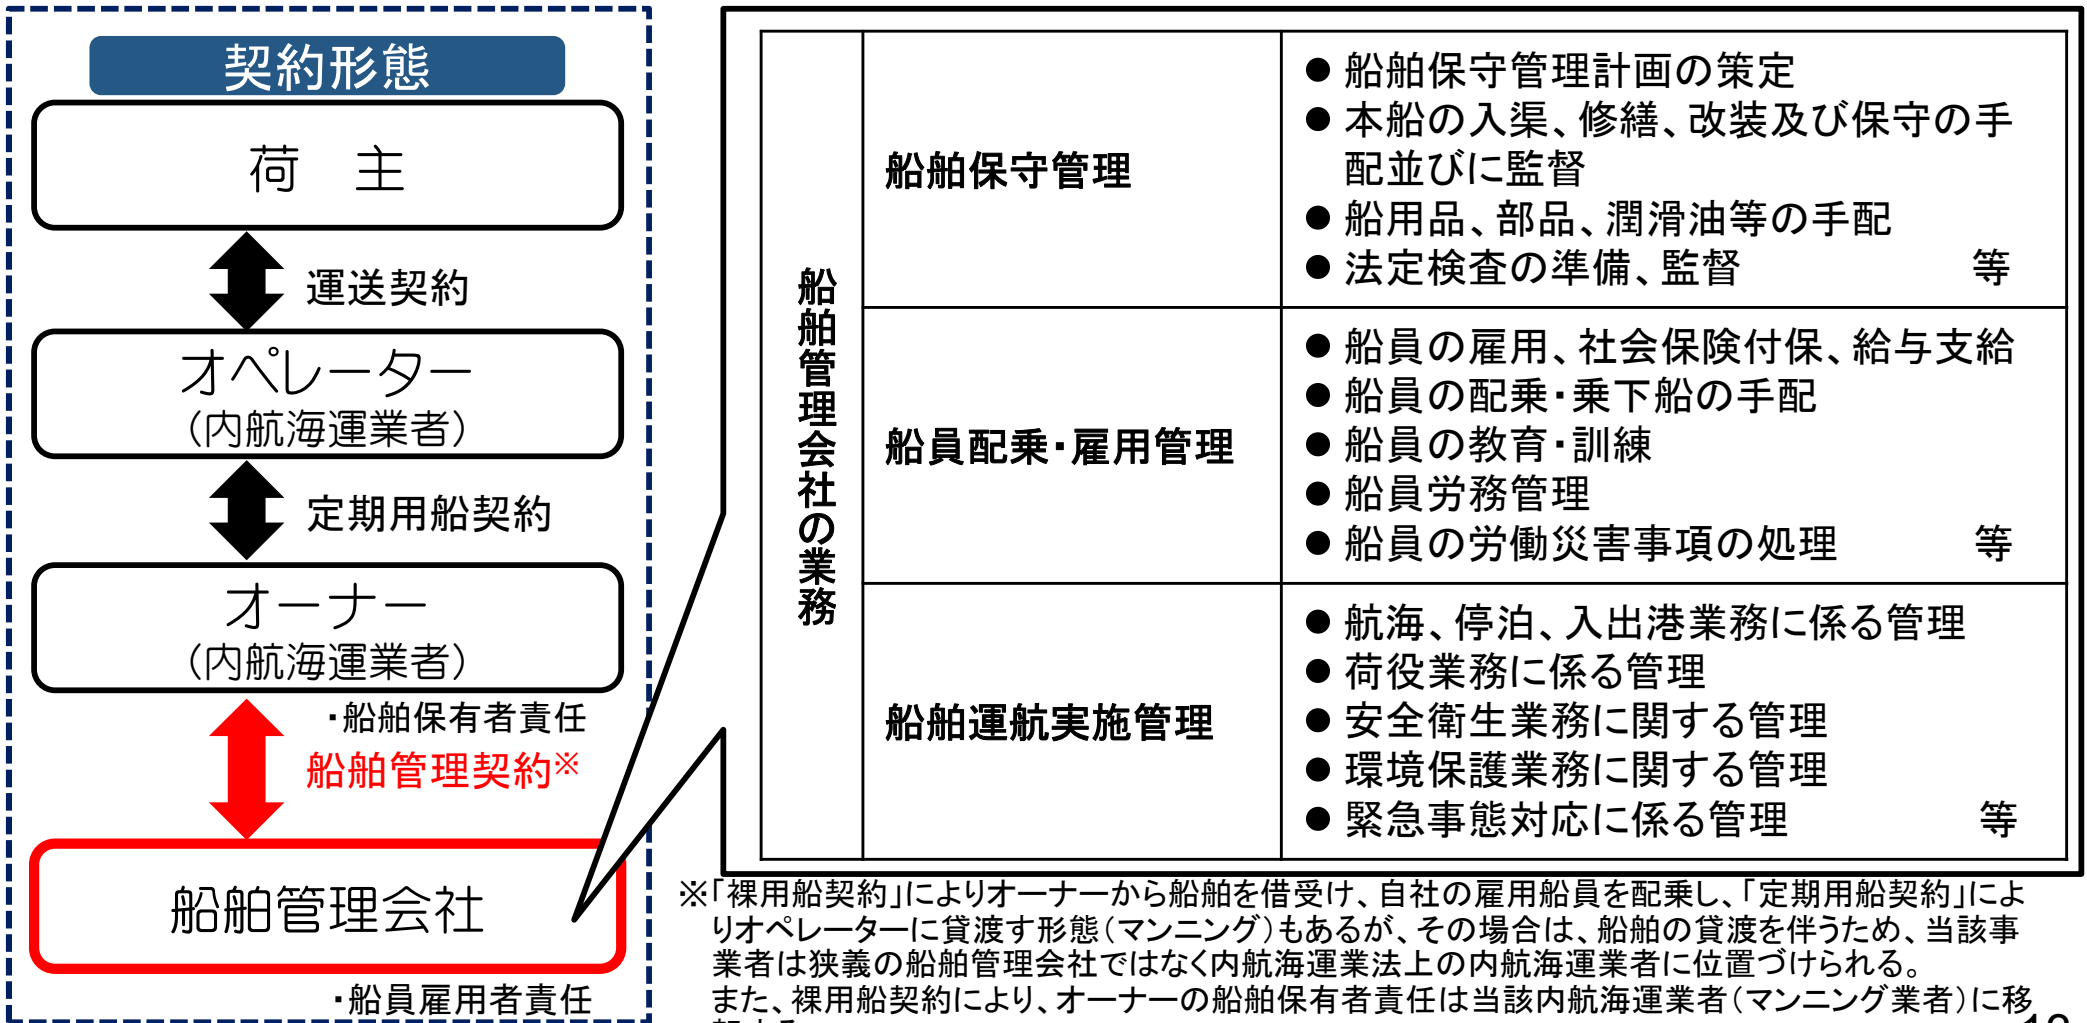 契約形態
荷　主
運送契約
オペレーター
（内航海運業者）
定期用船契約
オーナー
（内航海運業者）
・船舶保有者責任
船舶管理契約※
船舶管理会社
・船員雇用者責任
船舶管理会社の業務
船舶保守管理
● 船舶保守管理計画の策定
● 本船の入渠、修繕、改装及び保守の手
配並びに監督
● 船用品、部品、潤滑油等の手配
● 法定検査の準備、監督　等
船員配乗・雇用管理
● 船員の雇用、社会保険付保、給与支給
● 船員の配乗・乗下船の手配
● 船員の教育・訓練
● 船員労務管理
● 船員の労働災害事項の処理　等
船舶運航実施管理
● 航海、停泊、入出港業務に係る管理
● 荷役業務に係る管理
● 安全衛生業務に関する管理
● 環境保護業務に関する管理
● 緊急事態対応に係る管理　等
※「裸用船契約」によりオーナーから船舶を借受け、自社の雇用船員を配乗し、「定期用船契約」によ
りオペレーターに貸渡す形態（マンニング）もあるが、その場合は、船舶の貸渡を伴うため、当該事
業者は狭義の船舶管理会社ではなく内航海運業法上の内航海運業者に位置づけられる。
また、裸用船契約により、オーナーの船舶保有者責任は当該内航海運業者（マンニング業者）に移